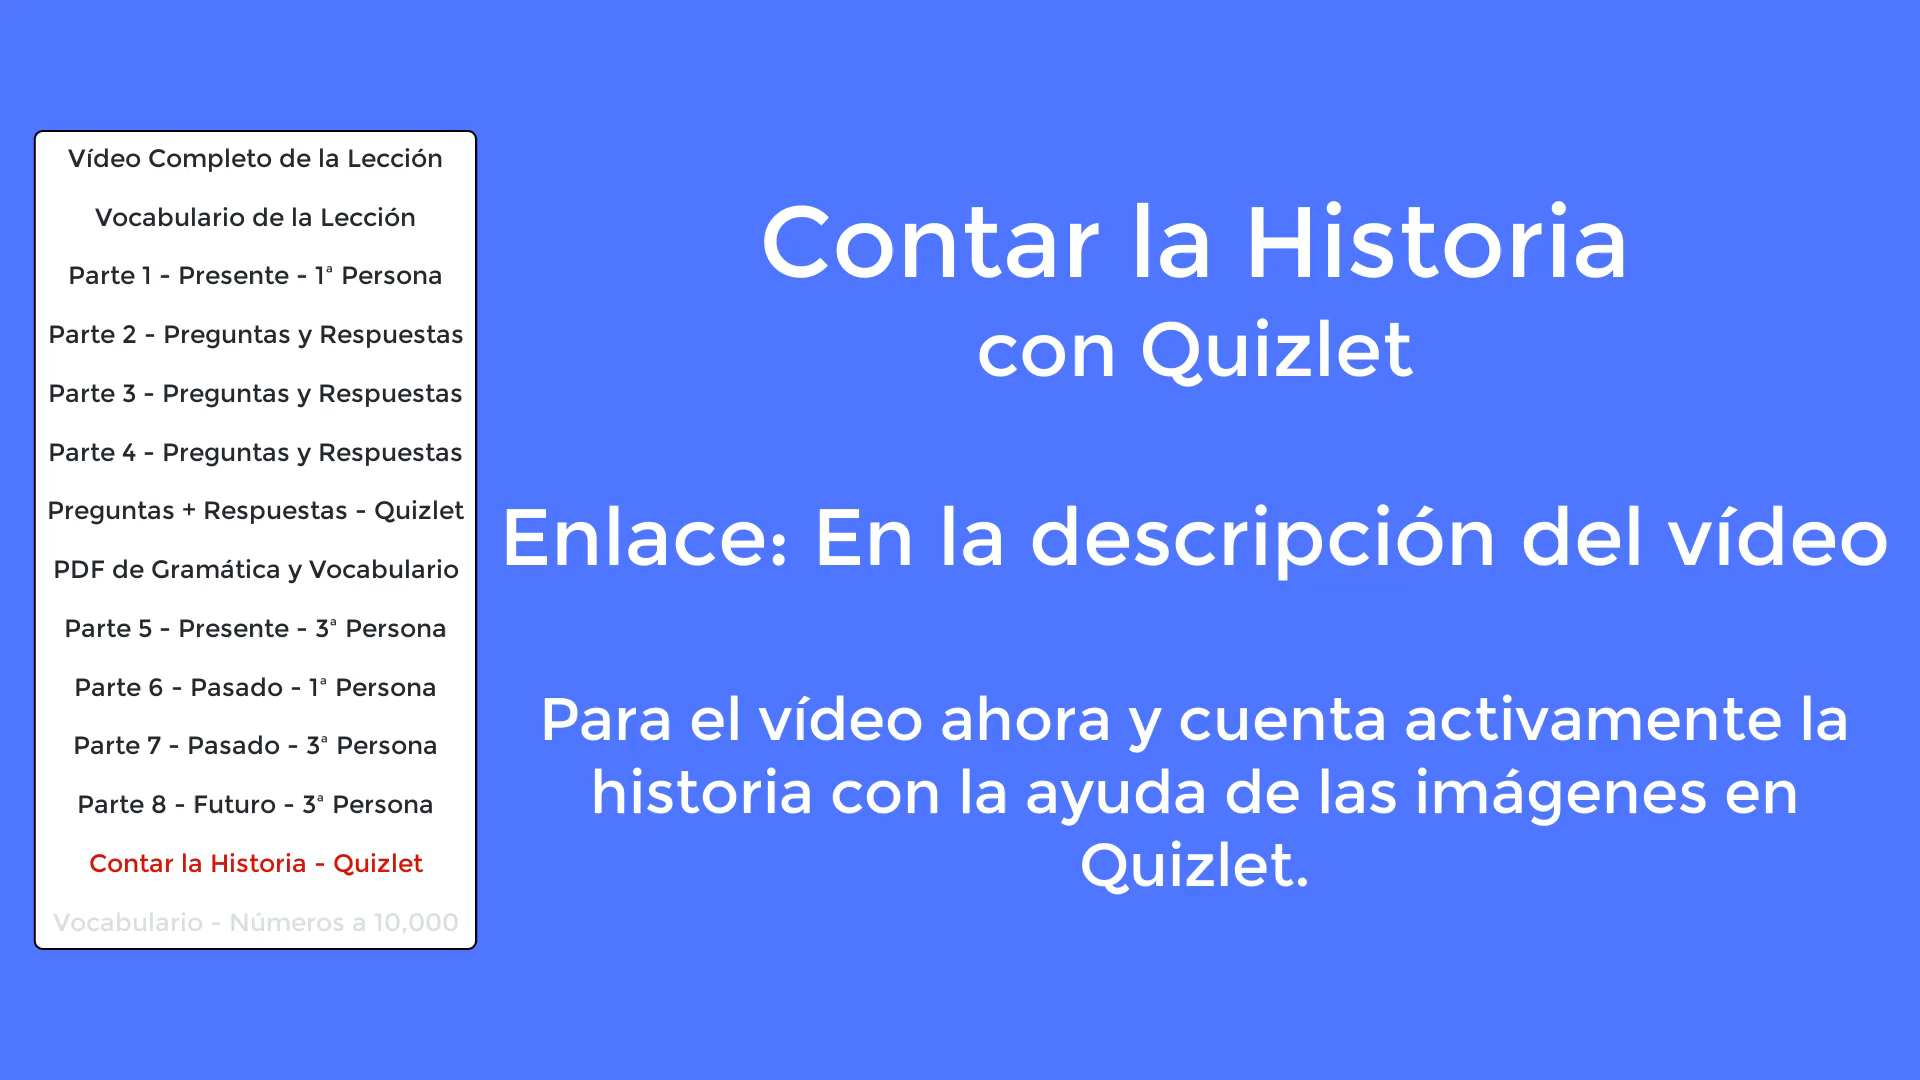 Vídeo Completo de la Lección
Vocabulario de la Lección
Parte 1 - Presente - 1ª Persona
Parte 2 - Preguntas y Respuestas
Parte 3 - Preguntas y Respuestas
Parte 4 - Preguntas y Respuestas
Preguntas + Respuestas - Quizlet
PDF de Gramática y Vocabulario
Parte 5 - Presente - 3ª Persona
Parte 6 - Pasado - 1ª Persona
Parte 7 - Pasado - 3ª Persona
Parte 8 - Futuro - 3ª Persona
Contar la Historia - Quizlet
Vocabulario - Números a 10,000
Contar la Historia
con Quizlet
Enlace: En la descripción del vídeo
Para el vídeo ahora y cuenta activamente la
historia con la ayuda de las imágenes en
Quizlet.